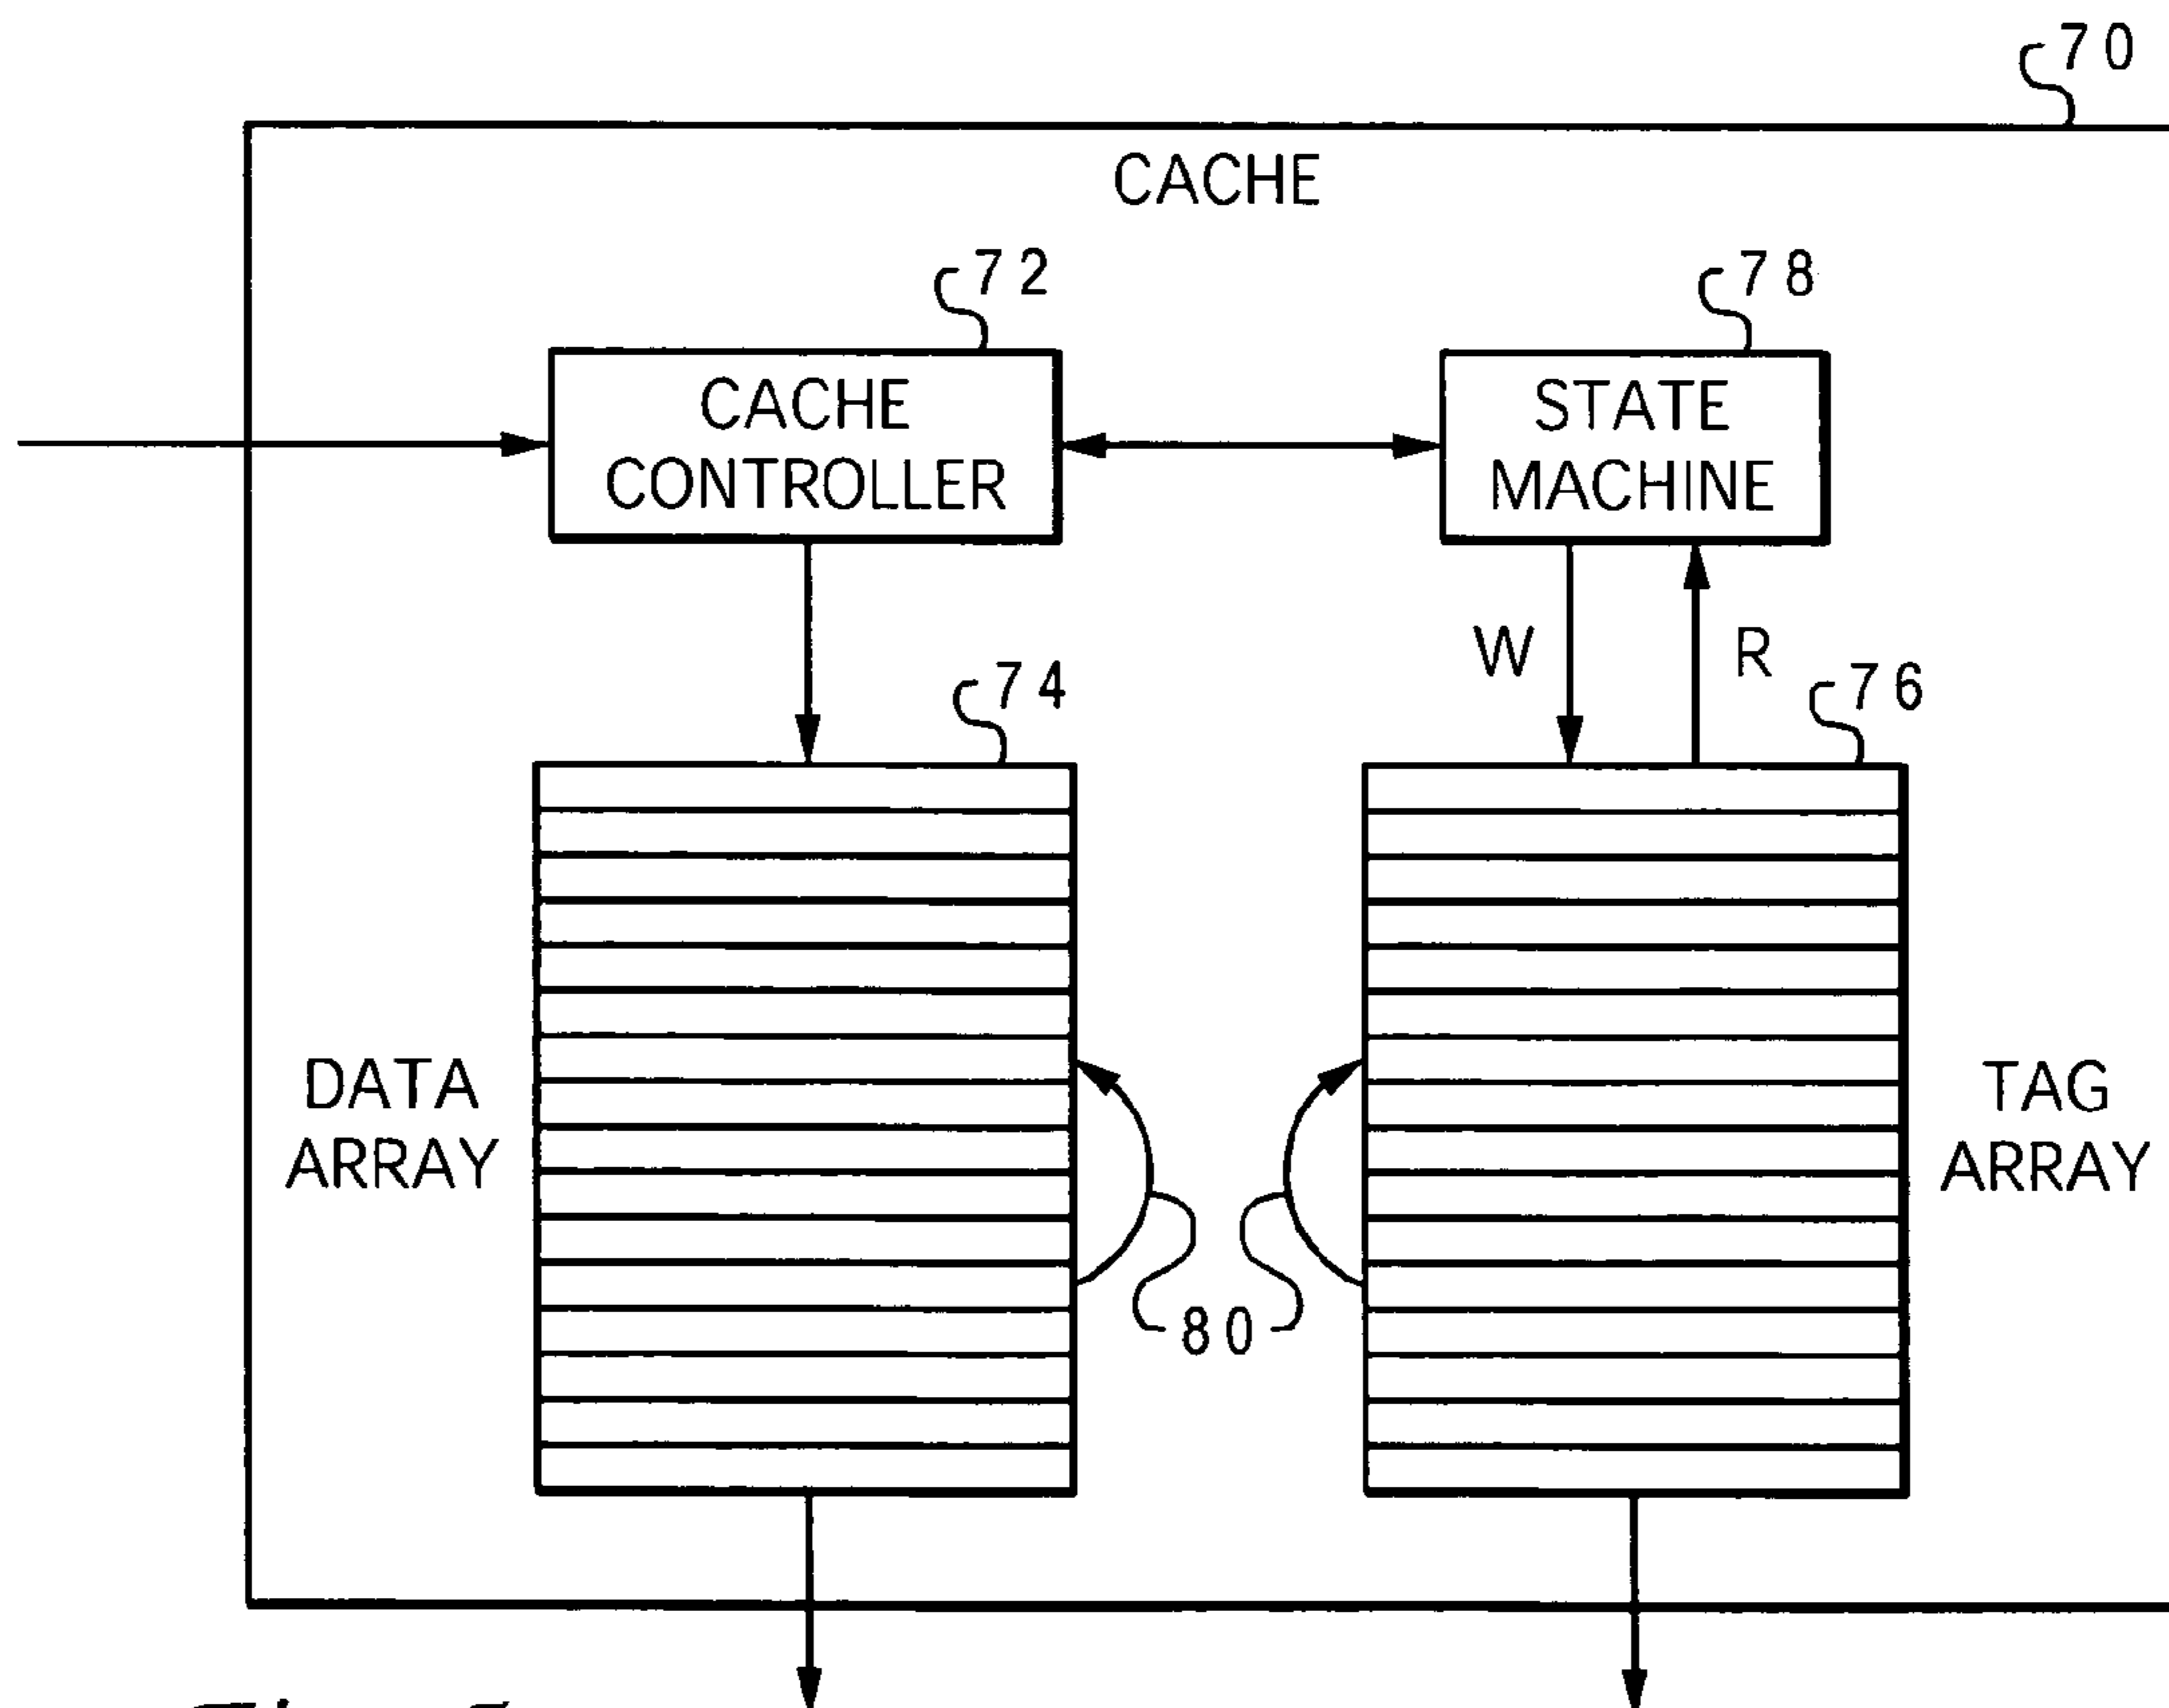 70
CACHE
72
78
CACHE
CONTROLLER
STATE
MACHINE
W
R
74
76
DATA
ARRAY
TAG
ARRAY
80